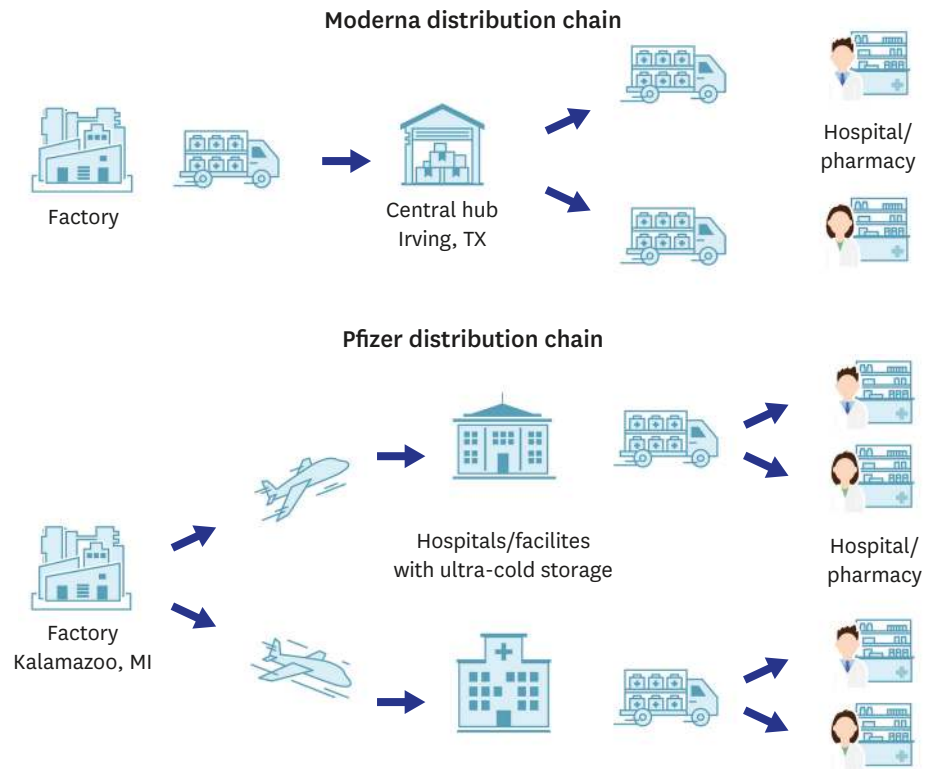 Moderna distribution chain
Factory
Central hub
Irving, TX
Hospital/
pharmacy
Pfizer distribution chain
Factory
Kalamazoo, MI
Hospitals/facilites
with ultra-cold storage
Hospital/
pharmacy